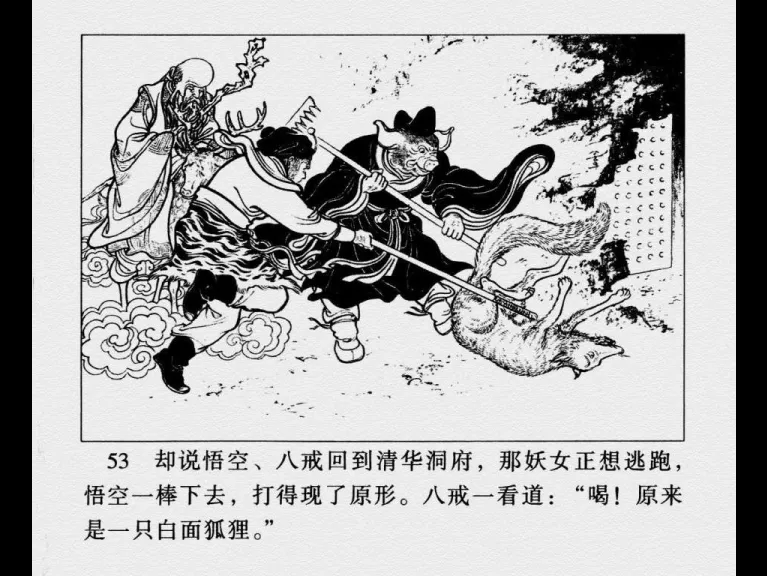 53 却说悟空、八戒回到清华洞府，那妖女正想逃跑，
悟空一棒下去，打得现了原形。八戒一看道：“喝！原来
是一只白面狐狸。”